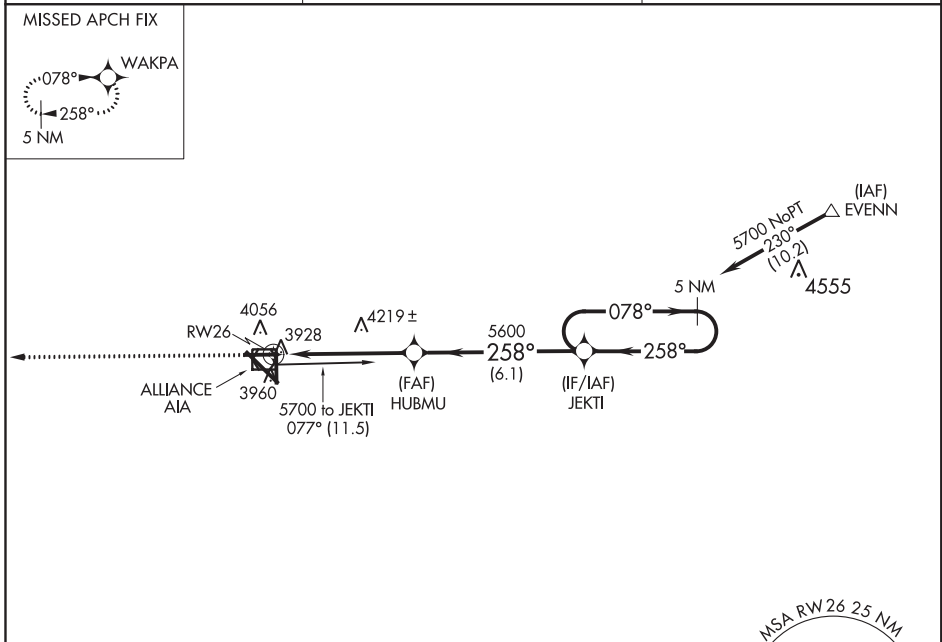 MISSED APCH FIX
WAKPA
078°
258°
5 NM
(IAF)
EVENN
5700 NoPT
230°
(10.2)
4555
5 NM
078°
4056
4219 ±
RW26
3928
5600
258°
258°
(6.1)
ALLIANCE
AIA
3960
(FAF)
HUBMU
(IF/IAF)
JEKTI
5700 to JEKTI
077° (11.5)
MSA RW26 25 NM